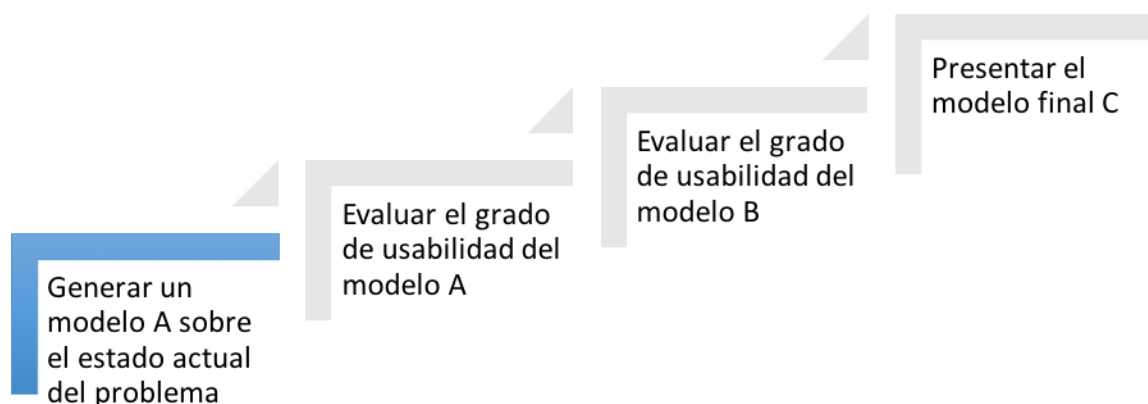 Generar un
modelo A sobre
el estado actual
del problema
Evaluar el grado
de usabilidad del
modelo A
Evaluar el grado
de usabilidad del
modelo B
Presentar el
modelo final C